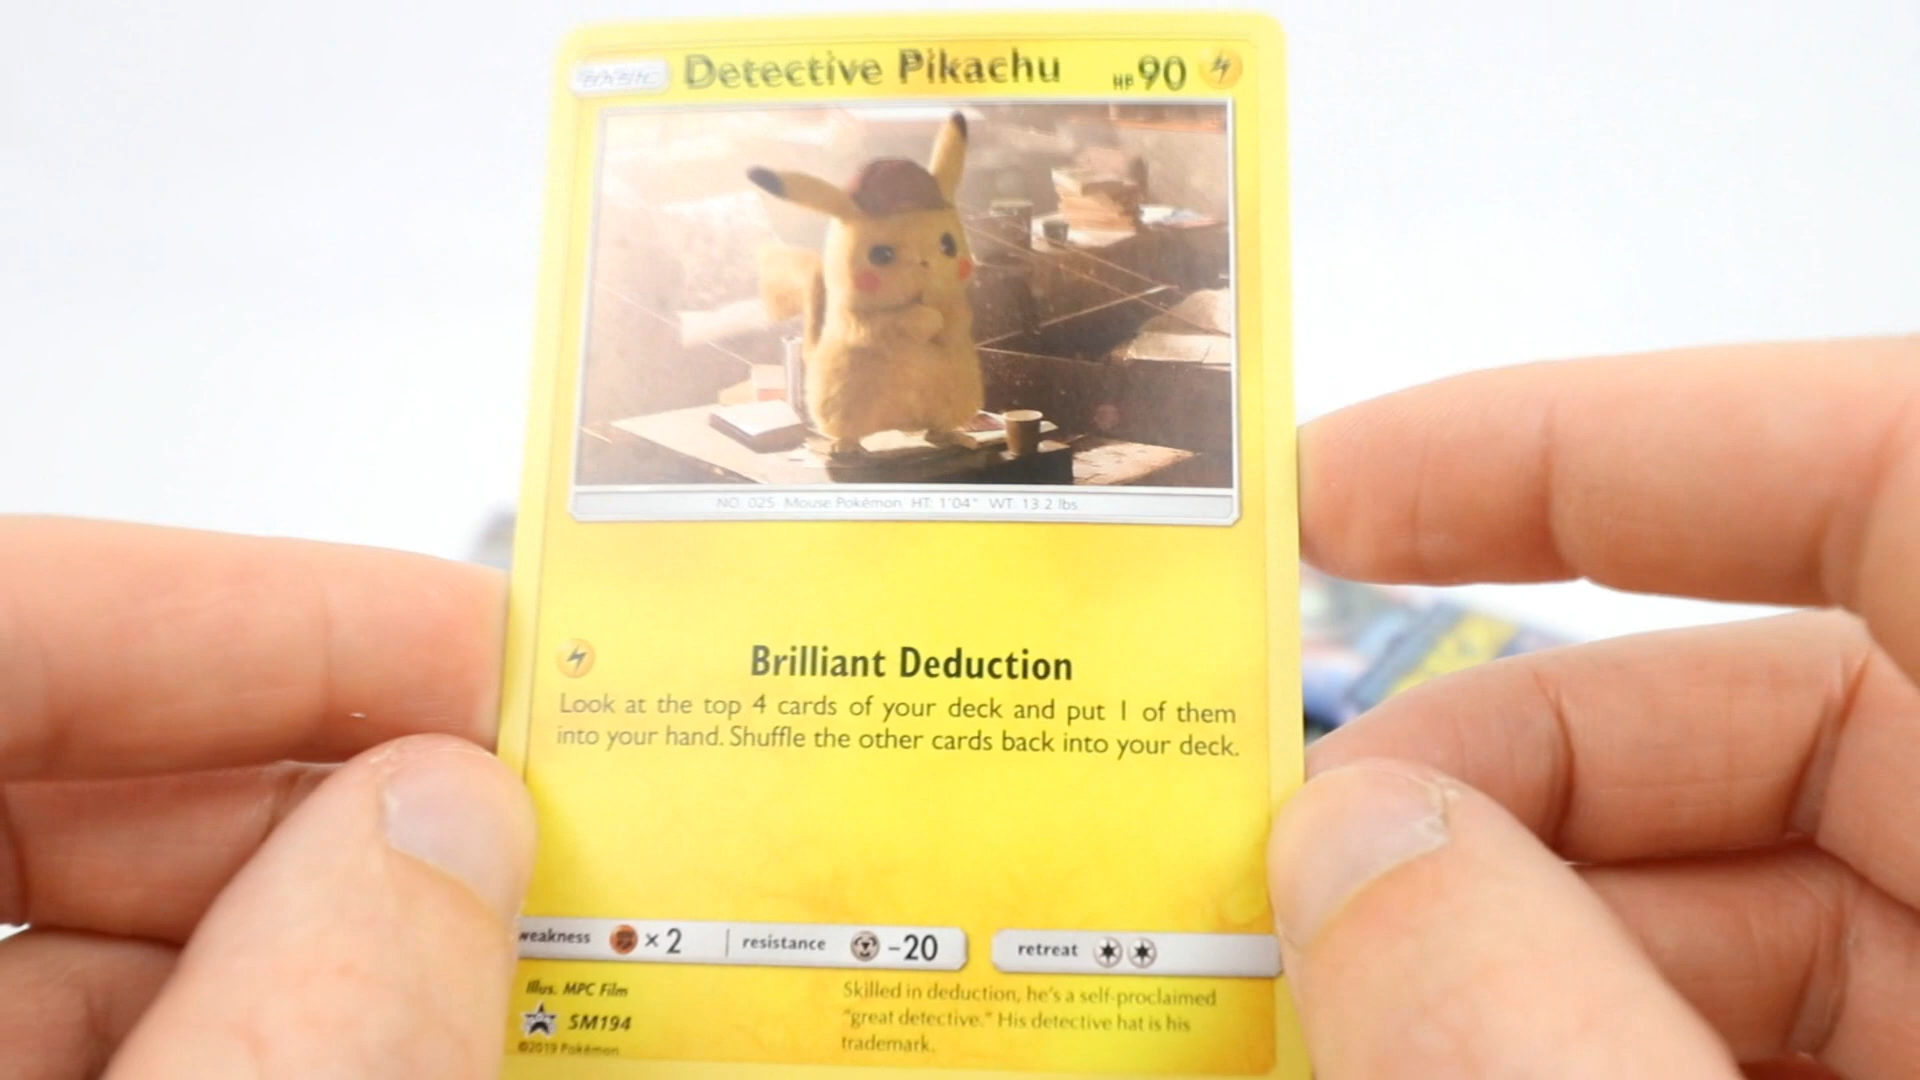 BASIC Detective Pikachu HP 90
NO. 025 Mouse Pokémon HT: 1'04" WT: 13.2 lbs.
Brilliant Deduction
Look at the top 4 cards of your deck and put 1 of them
into your hand. Shuffle the other cards back into your deck.
weakness × 2 resistance -20 retreat
Illus. MPC Film
SM194
©2019 Pokémon
Skilled in deduction, he's a self-proclaimed
"great detective." His detective hat is his
trademark.